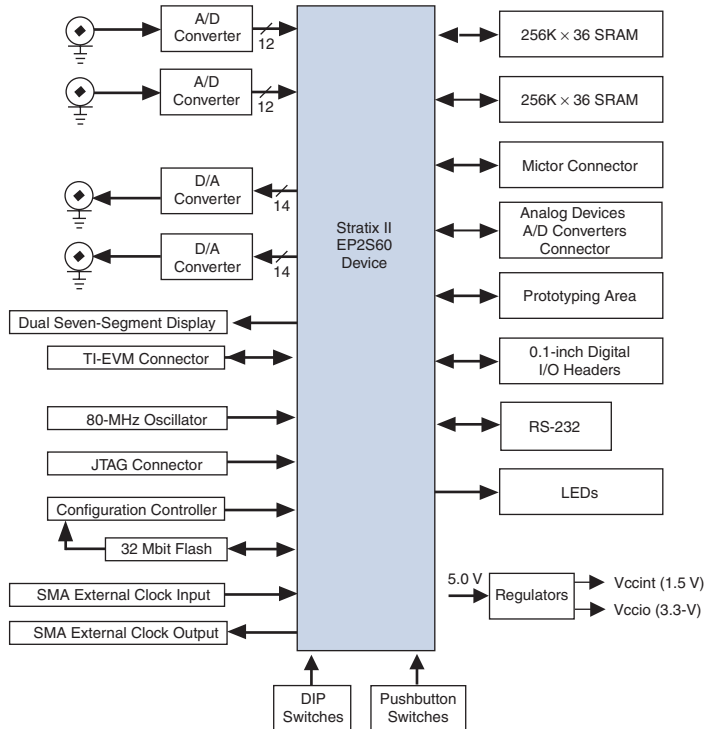 A/D
Converter
12
A/D
Converter
12
D/A
Converter
14
D/A
Converter
14
Dual Seven-Segment Display
TI-EVM Connector
80-MHz Oscillator
JTAG Connector
Configuration Controller
32 Mbit Flash
SMA External Clock Input
SMA External Clock Output
Stratix II
EP2S60
Device
256K × 36 SRAM
256K × 36 SRAM
Mictor Connector
Analog Devices
A/D Converters
Connector
Prototyping Area
0.1-inch Digital
I/O Headers
RS-232
LEDs
5.0 V
Regulators
Vccint (1.5 V)
Vccio (3.3-V)
DIP
Switches
Pushbutton
Switches